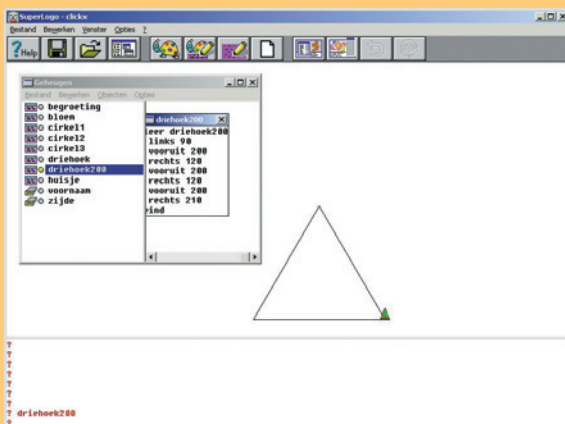 SuperLogo - clickx
Bestand Bewerken Venster Opties ?
?Help
Geheugen
Bestand Bewerken Objecten Opties
begroeting
bloem
cirkel1
cirkel2
cirkel3
driehoek
driehoek200
huisje
voornaam
zijde
driehoek200
leer driehoek200
links 90
vooruit 200
rechts 120
vooruit 200
rechts 120
vooruit 200
rechts 210
eind
?
?
?
?
?
?
?
? driehoek200
?